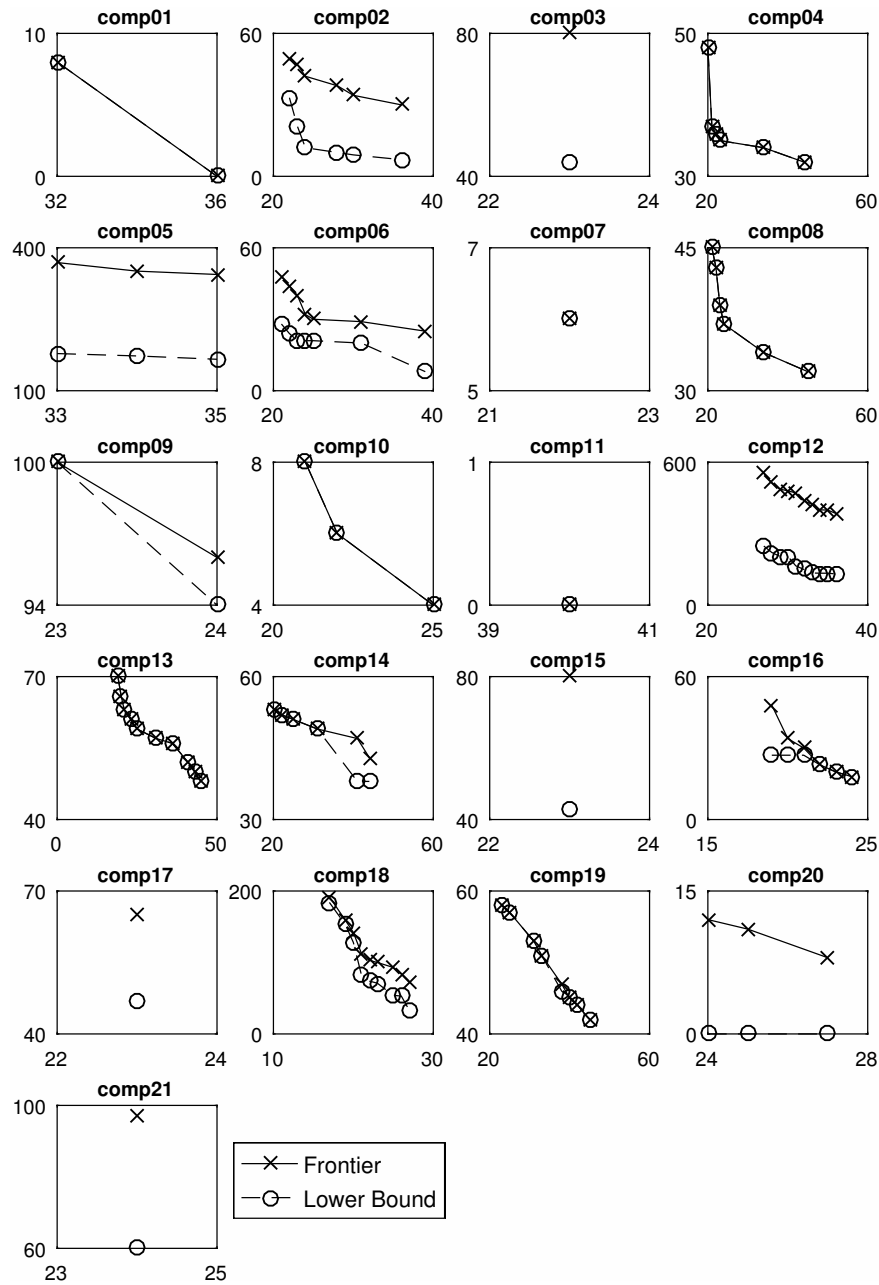 comp01 comp02 comp03 comp04
10 60 80 50
0 0 40 30
32 36 20 40 22 24 20 60
comp05 comp06 comp07 comp08
400 60 7 45
100 0 5 30
33 35 20 40 21 23 20 60
comp09 comp10 comp11 comp12
100 8 1 600
94 4 0 0
23 24 20 25 39 41 20 40
comp13 comp14 comp15 comp16
70 60 80 60
40 30 40 0
0 50 20 60 22 24 15 25
comp17 comp18 comp19 comp20
70 200 60 15
40 0 40 0
22 24 10 30 20 60 24 28
comp21
100
Frontier
Lower Bound
60
23 25